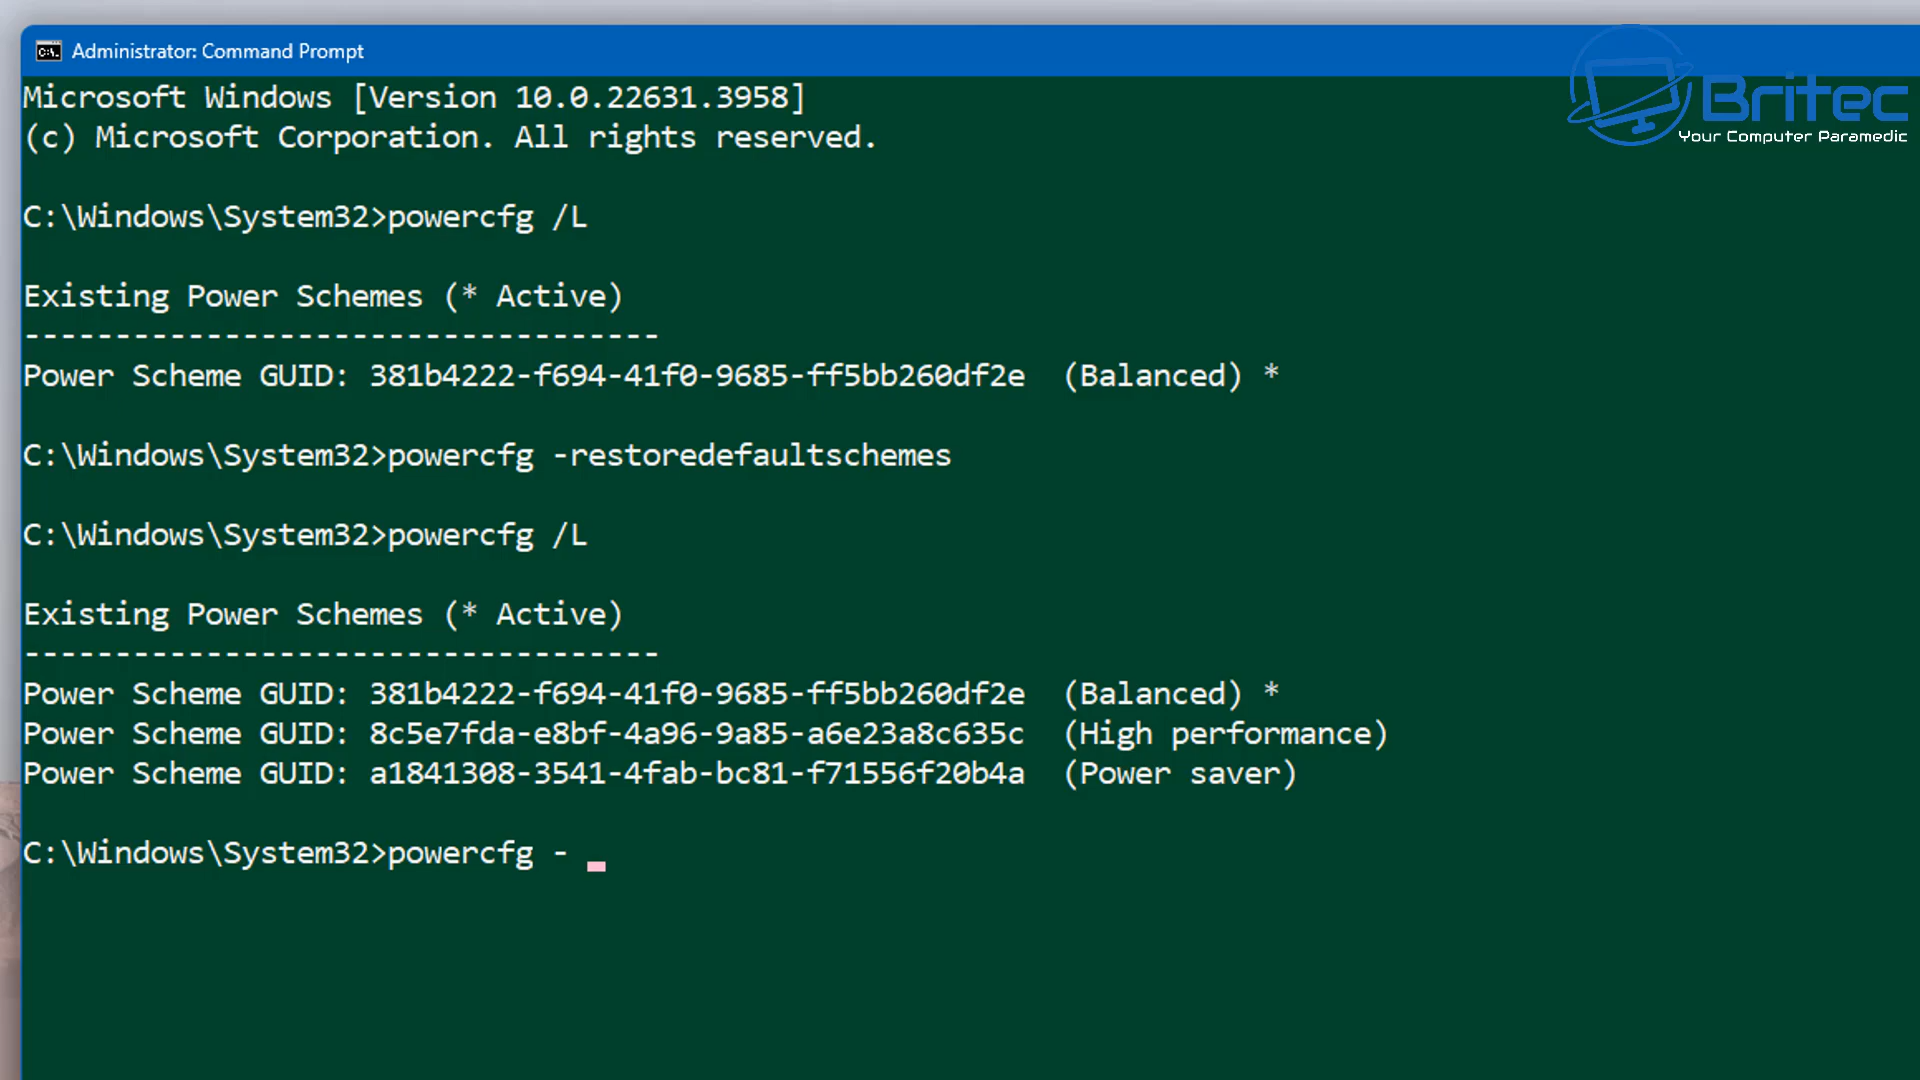 Administrator: Command Prompt
Britec
Your Computer Paramedic
Microsoft Windows [Version 10.0.22631.3958]
(c) Microsoft Corporation. All rights reserved.
C:\Windows\System32>powercfg /L
Existing Power Schemes (* Active)
-----------------------------------
Power Scheme GUID: 381b4222-f694-41f0-9685-ff5bb260df2e  (Balanced) *
C:\Windows\System32>powercfg -restoredefaultschemes
C:\Windows\System32>powercfg /L
Existing Power Schemes (* Active)
-----------------------------------
Power Scheme GUID: 381b4222-f694-41f0-9685-ff5bb260df2e  (Balanced) *
Power Scheme GUID: 8c5e7fda-e8bf-4a96-9a85-a6e23a8c635c  (High performance)
Power Scheme GUID: a1841308-3541-4fab-bc81-f71556f20b4a  (Power saver)
C:\Windows\System32>powercfg - _